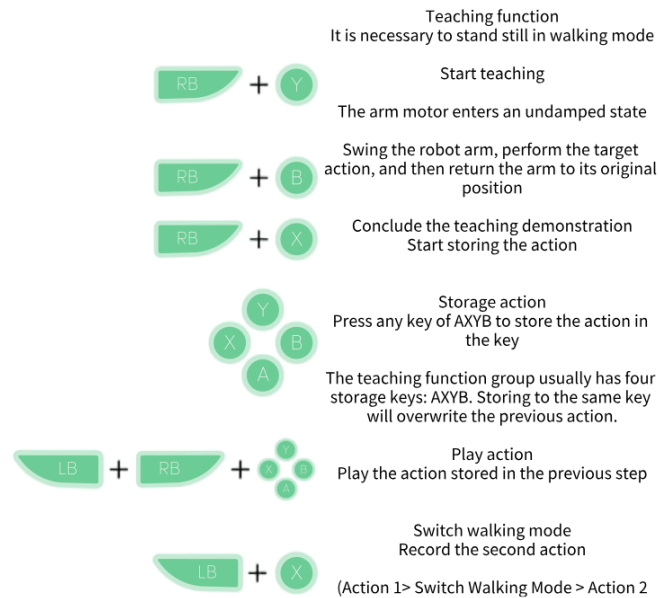 Teaching function
It is necessary to stand still in walking mode
RB + Y
Start teaching
The arm motor enters an undamped state
RB + B
Swing the robot arm, perform the target
action, and then return the arm to its original
position
RB + X
Conclude the teaching demonstration
Start storing the action
Y
X B
A
Storage action
Press any key of AXYB to store the action in
the key
The teaching function group usually has four
storage keys: AXYB. Storing to the same key
will overwrite the previous action.
LB + RB +
Y
X B
A
Play action
Play the action stored in the previous step
Switch walking mode
Record the second action
LB + X
(Action 1> Switch Walking Mode > Action 2